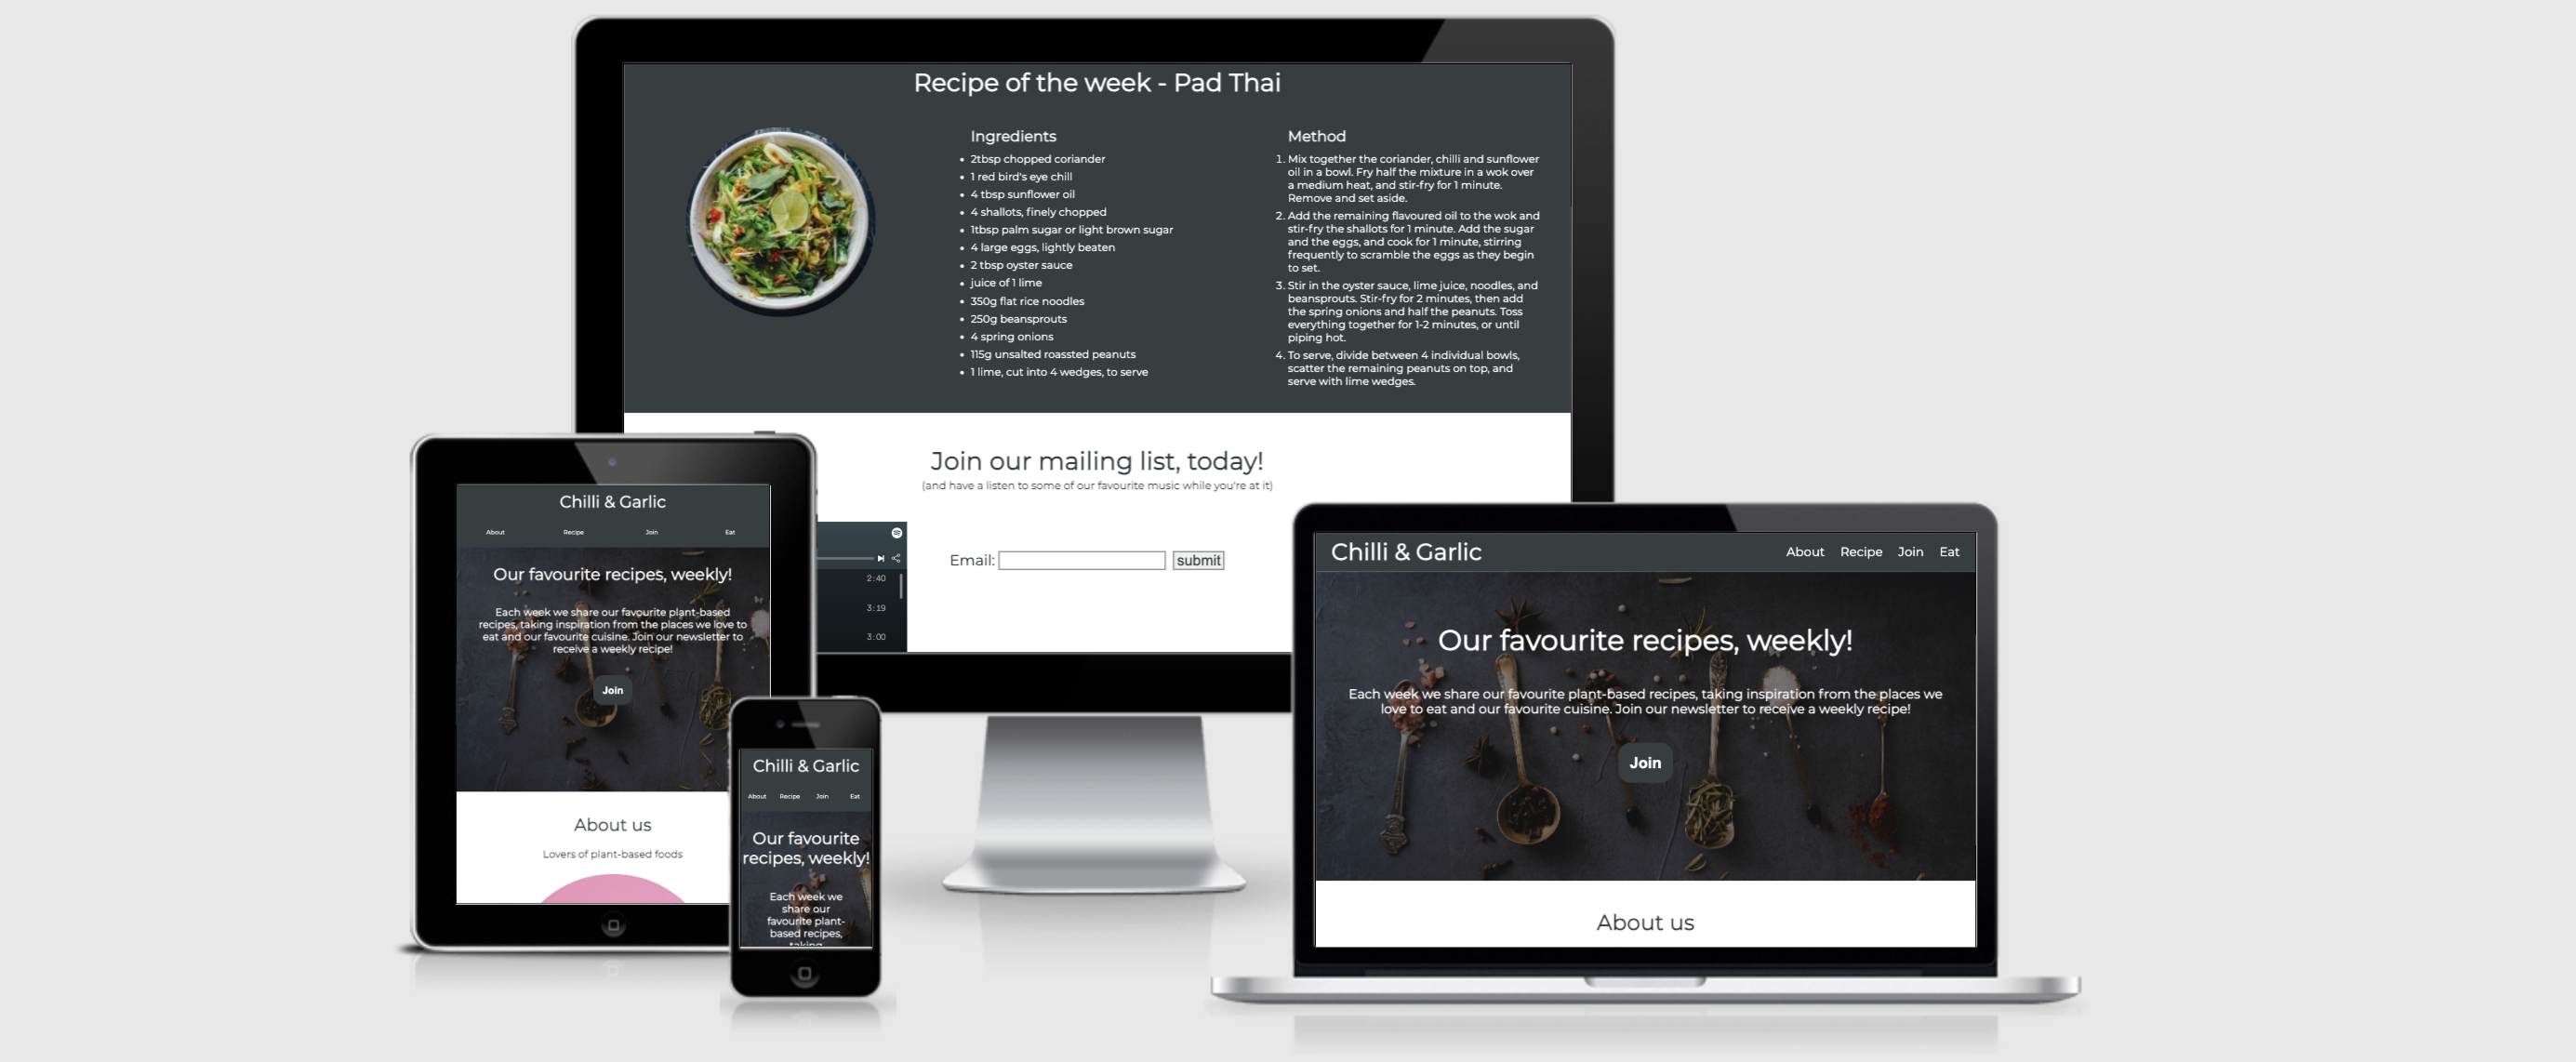 Recipe of the week - Pad Thai
Ingredients
• 2tbsp chopped coriander
• 1 red bird's eye chill
• 4 tbsp sunflower oil
• 4 shallots, finely chopped
• 1tbsp palm sugar or light brown sugar
• 4 large eggs, lightly beaten
• 2 tbsp oyster sauce
• juice of 1 lime
• 350g flat rice noodles
• 250g beansprouts
• 4 spring onions
• 115g unsalted roassted peanuts
• 1 lime, cut into 4 wedges, to serve
Method
1. Mix together the coriander, chilli and sunflower
oil in a bowl. Fry half the mixture in a wok over
a medium heat, and stir-fry for 1 minute.
Remove and set aside.
2. Add the remaining flavoured oil to the wok and
stir-fry the shallots for 1 minute. Add the sugar
and the eggs, and cook for 1 minute, stirring
frequently to scramble the eggs as they begin
to set.
3. Stir in the oyster sauce, lime juice, noodles, and
beansprouts. Stir-fry for 2 minutes, then add
the spring onions and half the peanuts. Toss
everything together for 1-2 minutes, or until
piping hot.
4. To serve, divide between 4 individual bowls,
scatter the remaining peanuts on top, and
serve with lime wedges.
Join our mailing list, today!
(and have a listen to some of our favourite music while you're at it)
2:40
3:19
3:00
Email:
submit
Chilli & Garlic
About Recipe Join Eat
Our favourite recipes, weekly!
Each week we share our favourite plant-based
recipes, taking inspiration from the places we love to
eat and our favourite cuisine. Join our newsletter to
receive a weekly recipe!
Join
About us
Lovers of plant-based foods
Chilli & Garlic
About Recipe Join Eat
Our favourite
recipes, weekly!
Each week we
share our
favourite plant-
based recipes,
taking
Chilli & Garlic
About Recipe Join Eat
Our favourite recipes, weekly!
Each week we share our favourite plant-based recipes, taking inspiration from the places we
love to eat and our favourite cuisine. Join our newsletter to receive a weekly recipe!
Join
About us